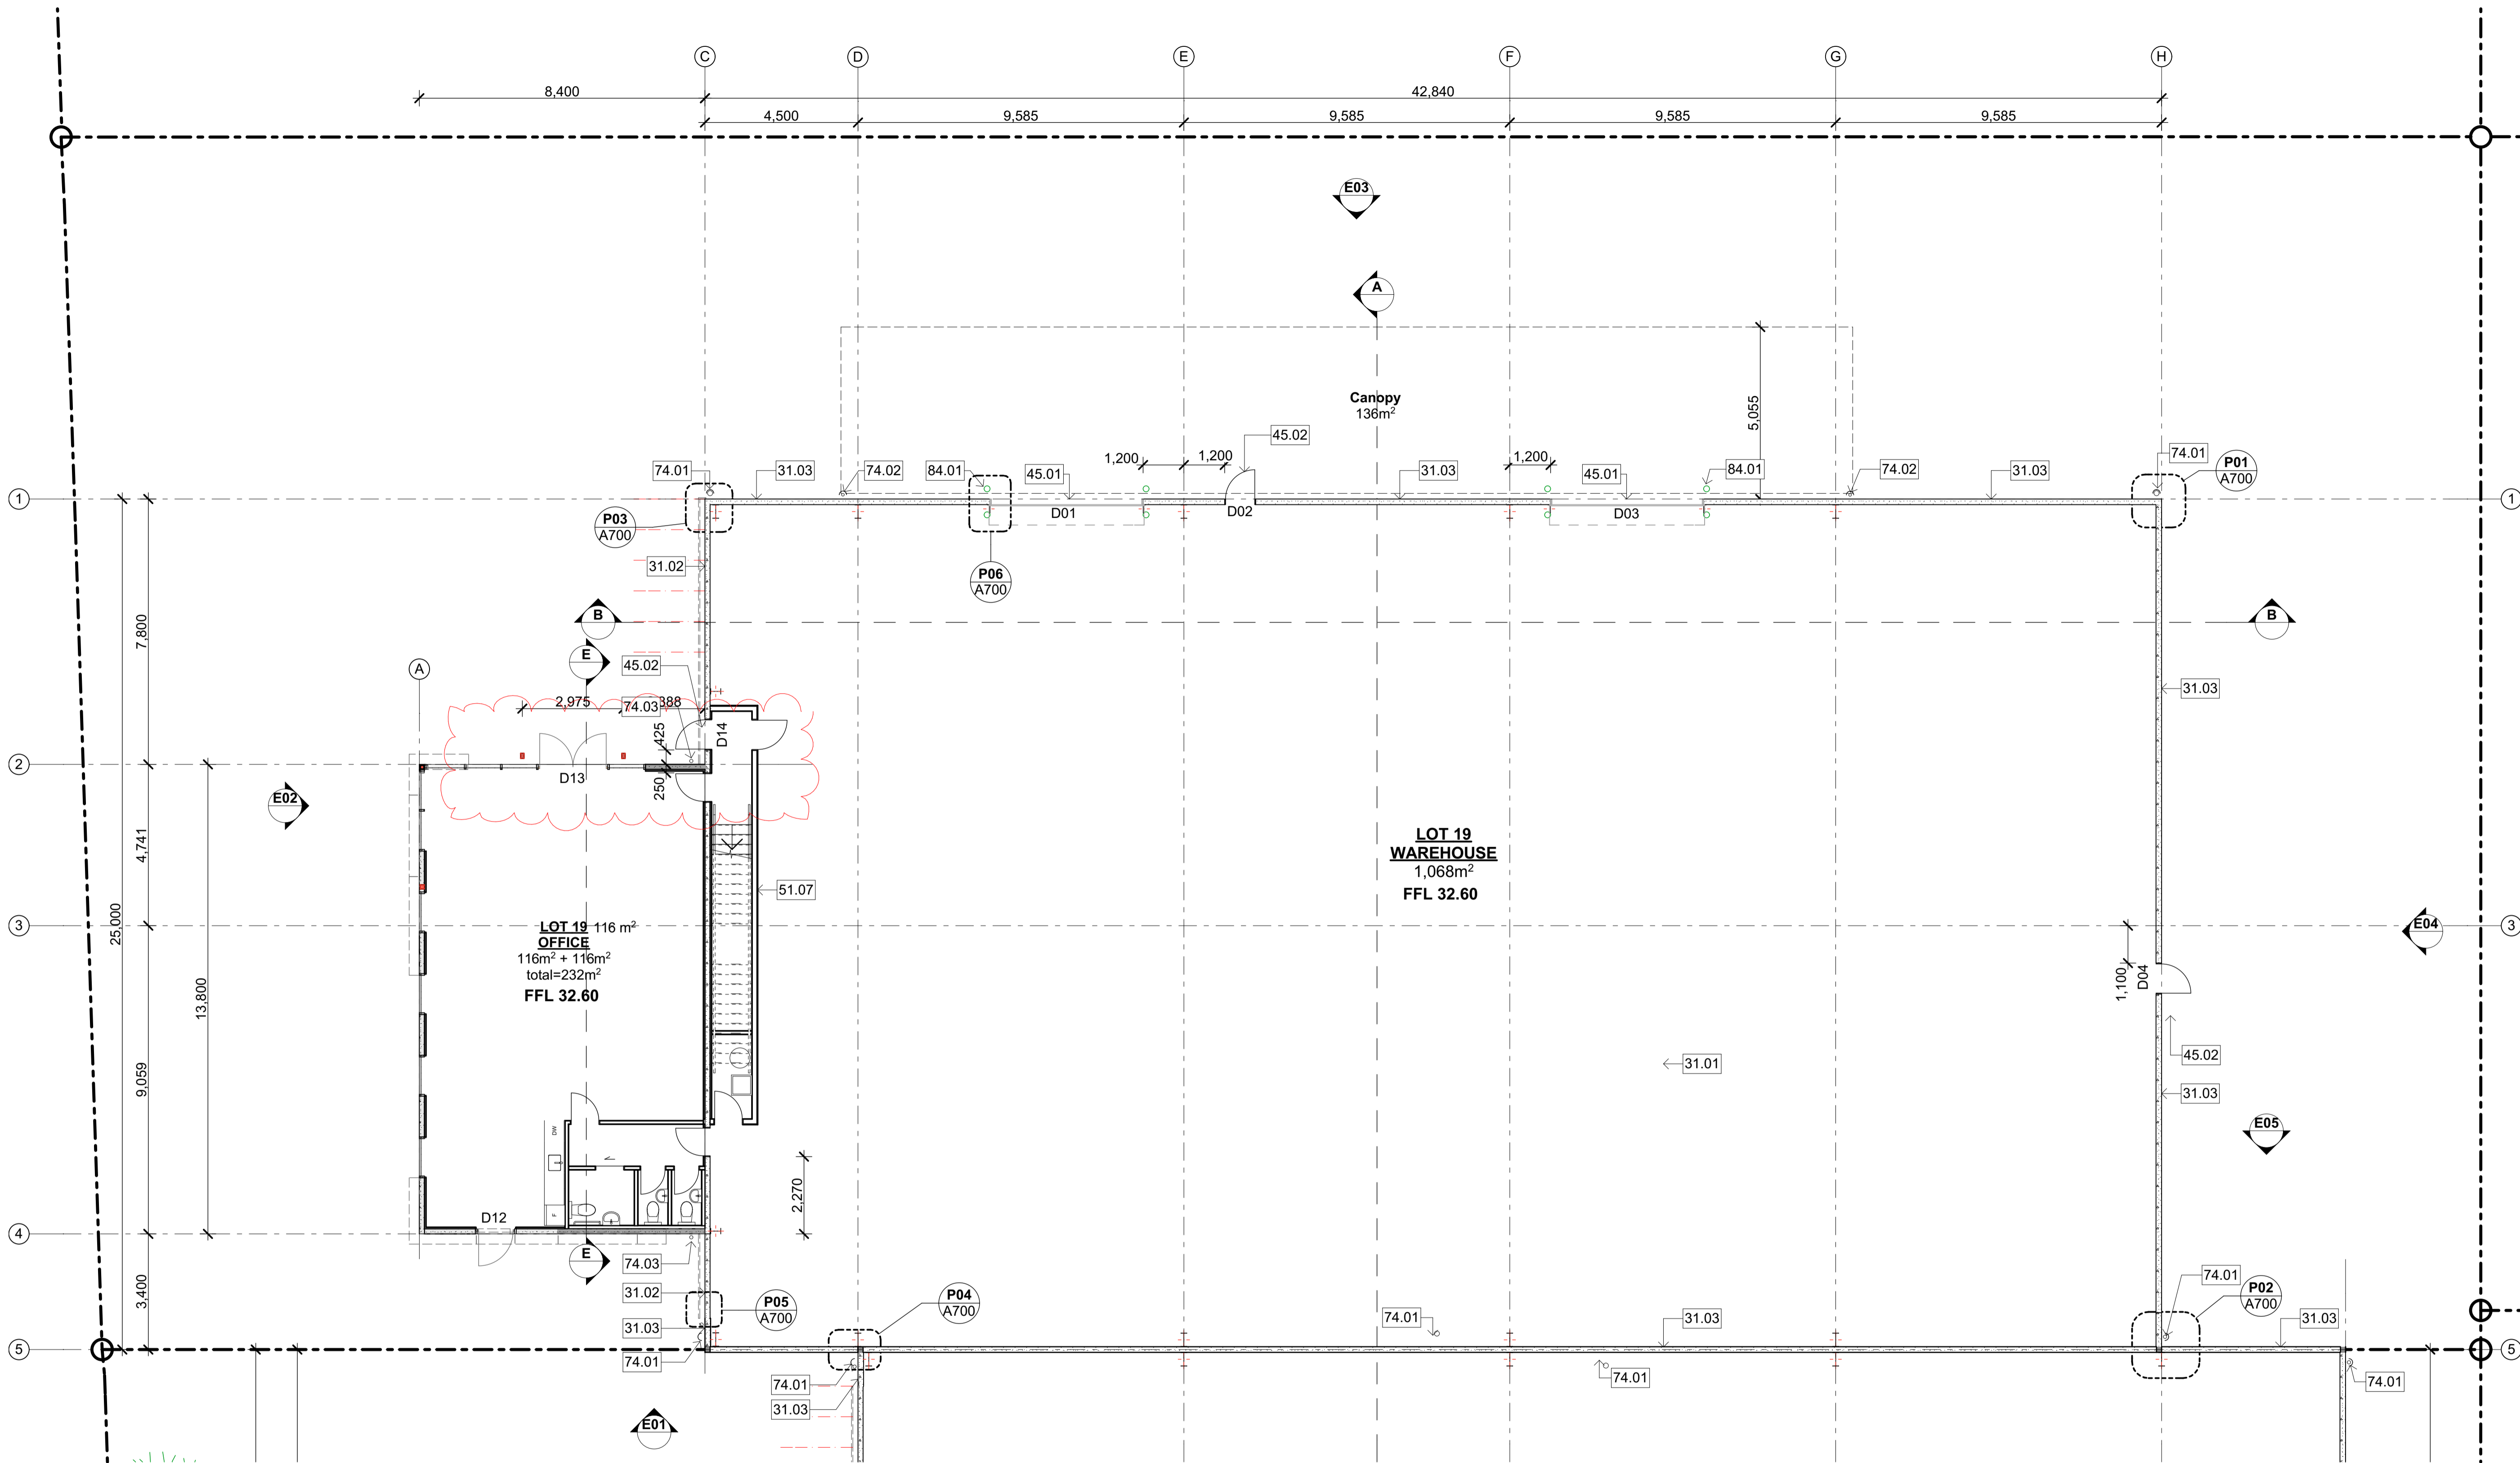 C
D
E
F
G
H
8,400
42,840
4,500
9,585
9,585
9,585
9,585
E03
A
Canopy
136m²
5,055
45.02
1,200
1,200
1,200
74.01
31.03
74.02
84.01
45.01
31.03
45.01
84.01
74.02
31.03
74.01
P01
A700
1
1
P03
A700
D01
D02
D03
31.02
P06
A700
B
B
7,800
E
45.02
A
31.03
2,975
74.03
388
425
D14
2
D13
250
E02
LOT 19
WAREHOUSE
1,068m²
FFL 32.60
4,741
51.07
25,000
3
3
E04
LOT 19 116 m²
OFFICE
116m² + 116m²
total=232m²
FFL 32.60
1,100
D04
13,800
31.01
45.02
9,059
31.03
DW
E05
2,270
F
D12
4
E
74.03
74.01
P02
A700
31.02
P05
A700
P04
A700
3,400
31.03
74.01
31.03
31.03
5
5
74.01
74.01
74.01
74.01
31.03
E01